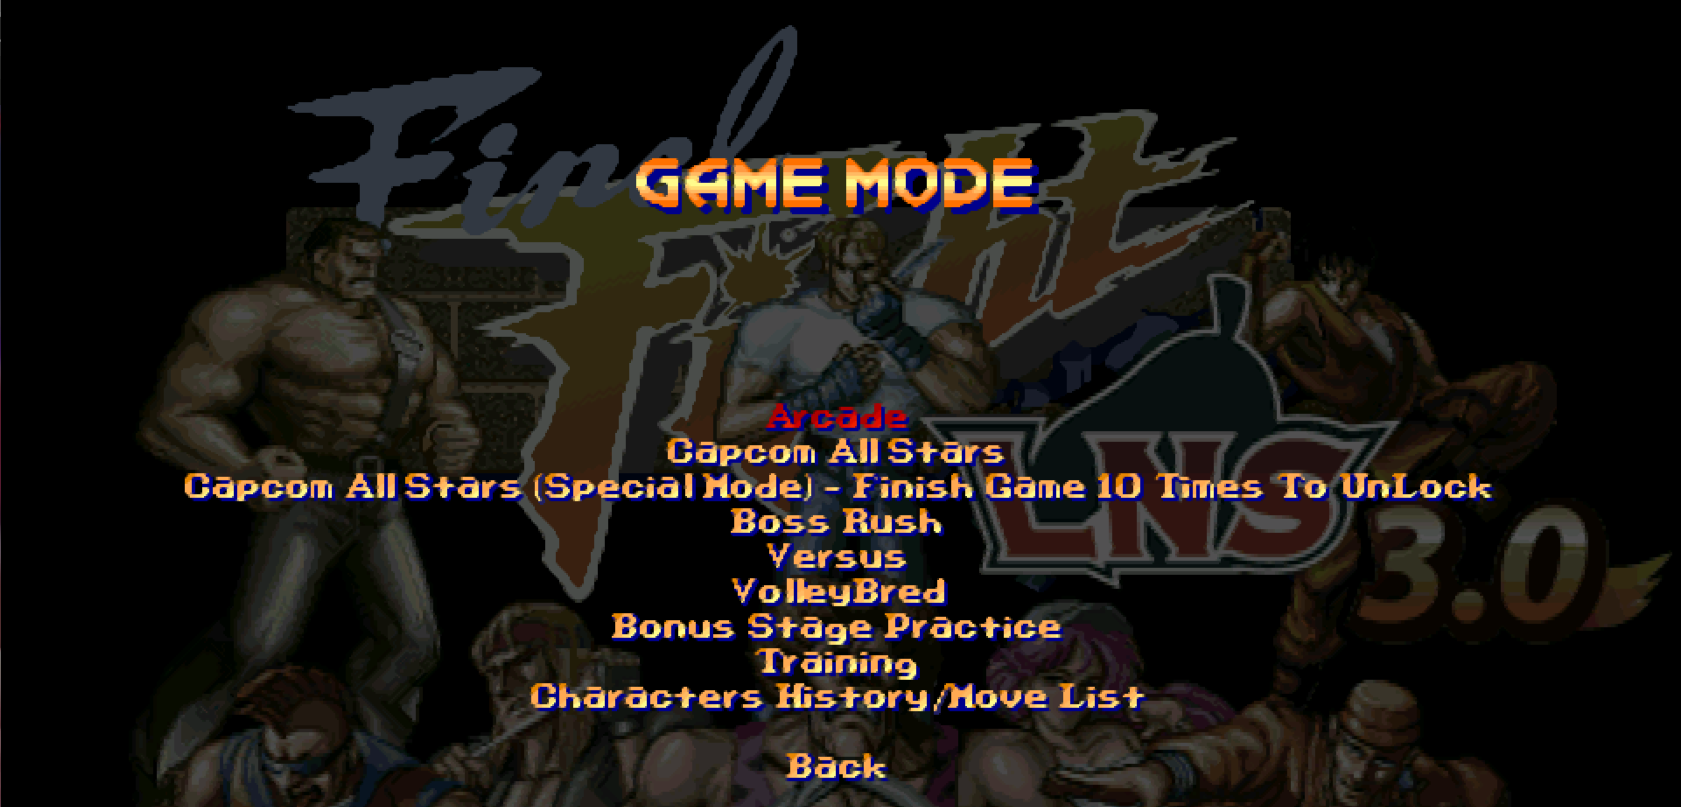 Final
Fight
GAME MODE
LNS
3.0
Arcade
Capcom All Stars
Capcom All Stars (Special Mode) - Finish Game 10 Times To UnLock
Boss Rush
Versus
VolleyBred
Bonus Stage Practice
Training
Characters History/Move List
Back